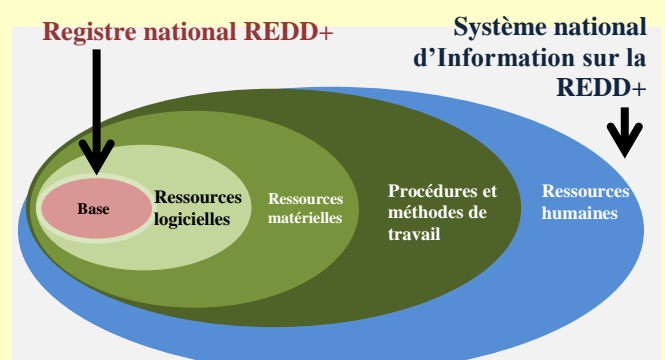 Registre national REDD+
Système national
d’Information sur la
REDD+
Base
Ressources
logicielles
Ressources
matérielles
Procédures et
méthodes de
travail
Ressources
humaines